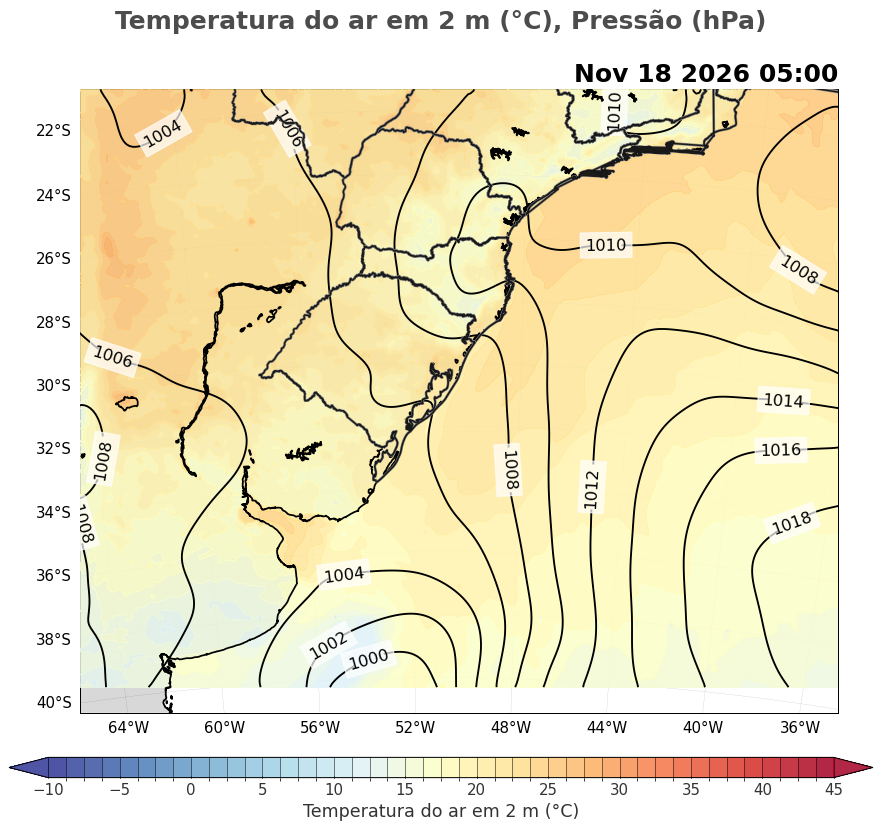 Temperatura do ar em 2 m (°C), Pressão (hPa)
Nov 18 2026 05:00
1010
1004
1006
22°S
24°S
1010
26°S
1008
28°S
1006
30°S
1014
1008
32°S
1008
1012
1016
1018
34°S
1008
36°S
1004
38°S
1002
1000
40°S
64°W 60°W 56°W 52°W 48°W 44°W 40°W 36°W
−10 −5 0 5 10 15 20 25 30 35 40 45
Temperatura do ar em 2 m (°C)